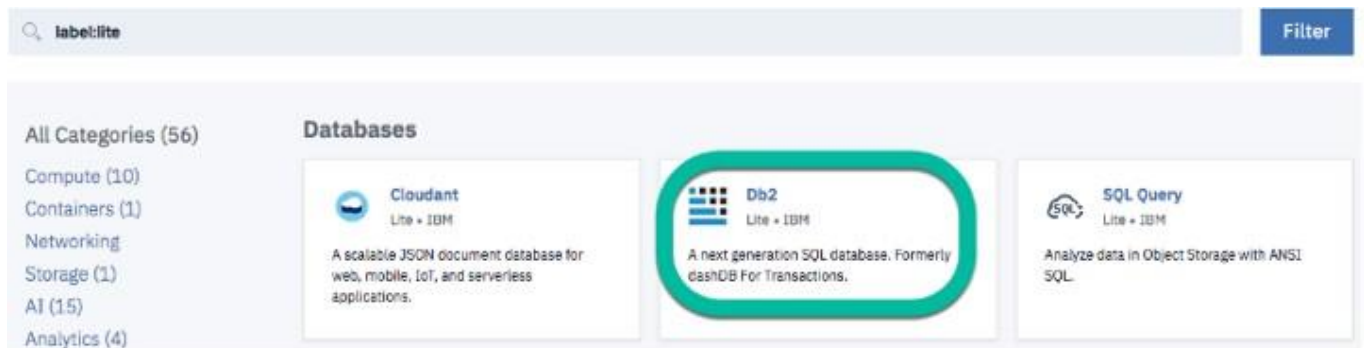 label:lite
Filter
All Categories (56)
Compute (10)
Containers (1)
Networking
Storage (1)
AI (15)
Analytics (4)
Databases
Cloudant
Lite • IBM
A scalable JSON document database for
web, mobile, IoT, and serverless
applications.
Db2
Lite • IBM
A next generation SQL database. Formerly
dashDB For Transactions.
SQL
SQL Query
Lite • IBM
Analyze data in Object Storage with ANSI
SQL.